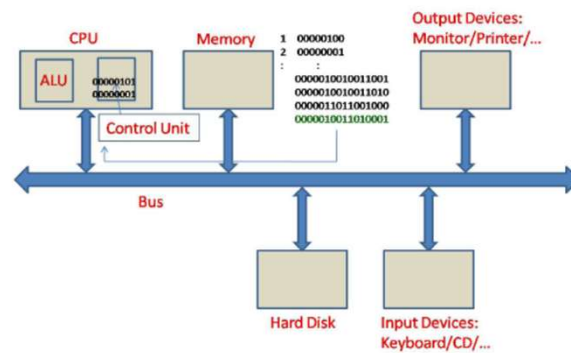 CPU
Memory
1 00000100
2 00000001
: :
0000010010011001
0000010010011010
0000011011001000
0000010011010001
Output Devices:
Monitor/Printer/...
ALU
00000101
00000001
Control Unit
Bus
Hard Disk
Input Devices:
Keyboard/CD/...